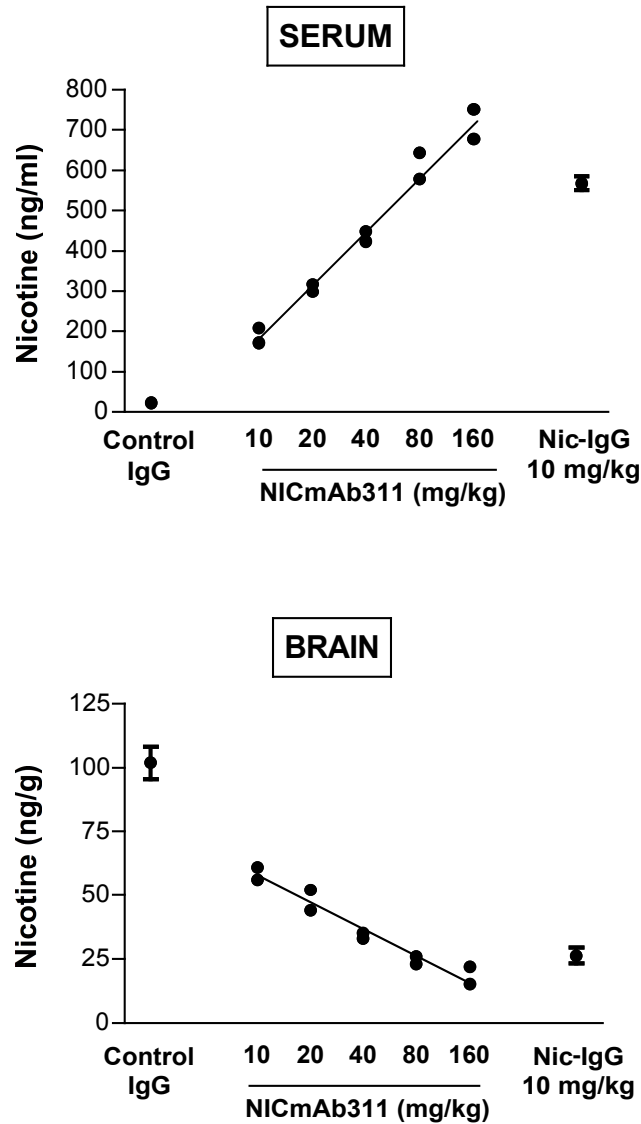 SERUM
Nicotine (ng/ml)
800
700
600
500
400
300
200
100
0
Control
IgG
10 20 40 80 160
NICmAb311 (mg/kg)
Nic-IgG
10 mg/kg
BRAIN
Nicotine (ng/g)
125
100
75
50
25
0
Control
IgG
10 20 40 80 160
NICmAb311 (mg/kg)
Nic-IgG
10 mg/kg